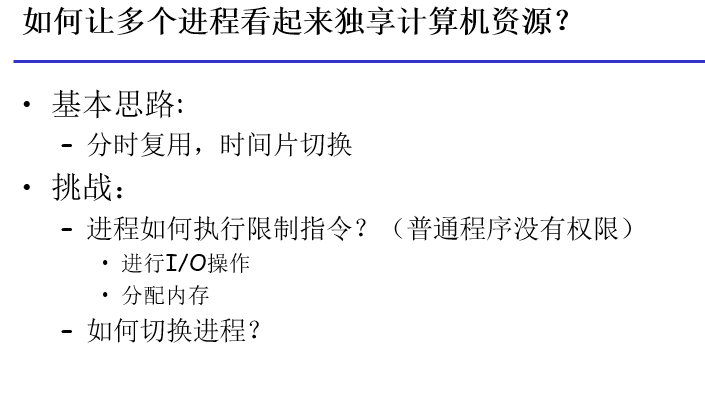 如何让多个进程看起来独享计算机资源？
• 基本思路:
– 分时复用，时间片切换
• 挑战：
– 进程如何执行限制指令？（普通程序没有权限）
• 进行I/O操作
• 分配内存
– 如何切换进程？